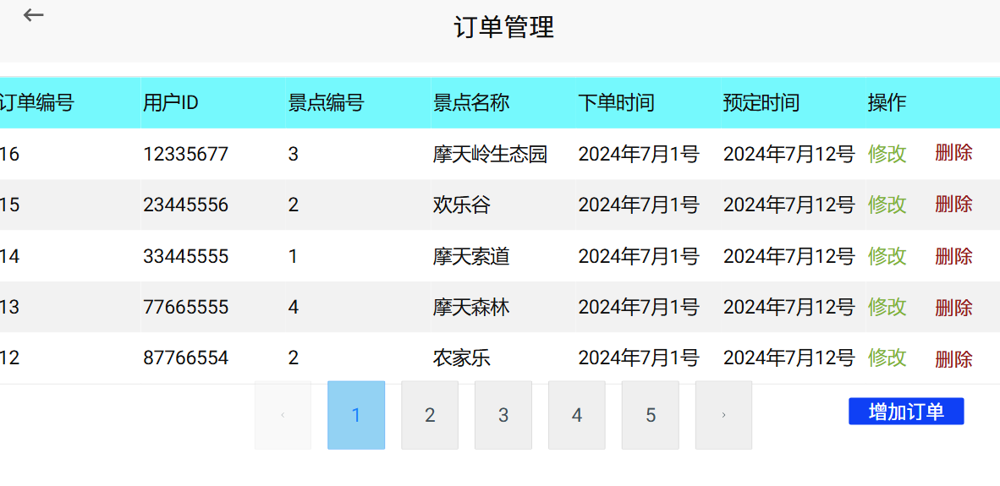 订单管理
订单编号 用户ID 景点编号 景点名称 下单时间 预定时间 操作
16 12335677 3 摩天岭生态园 2024年7月1号 2024年7月12号 修改 删除
15 23445556 2 欢乐谷 2024年7月1号 2024年7月12号 修改 删除
14 33445555 1 摩天索道 2024年7月1号 2024年7月12号 修改 删除
13 77665555 4 摩天森林 2024年7月1号 2024年7月12号 修改 删除
12 87766554 2 农家乐 2024年7月1号 2024年7月12号 修改 删除
‹ 1 2 3 4 5 › 增加订单